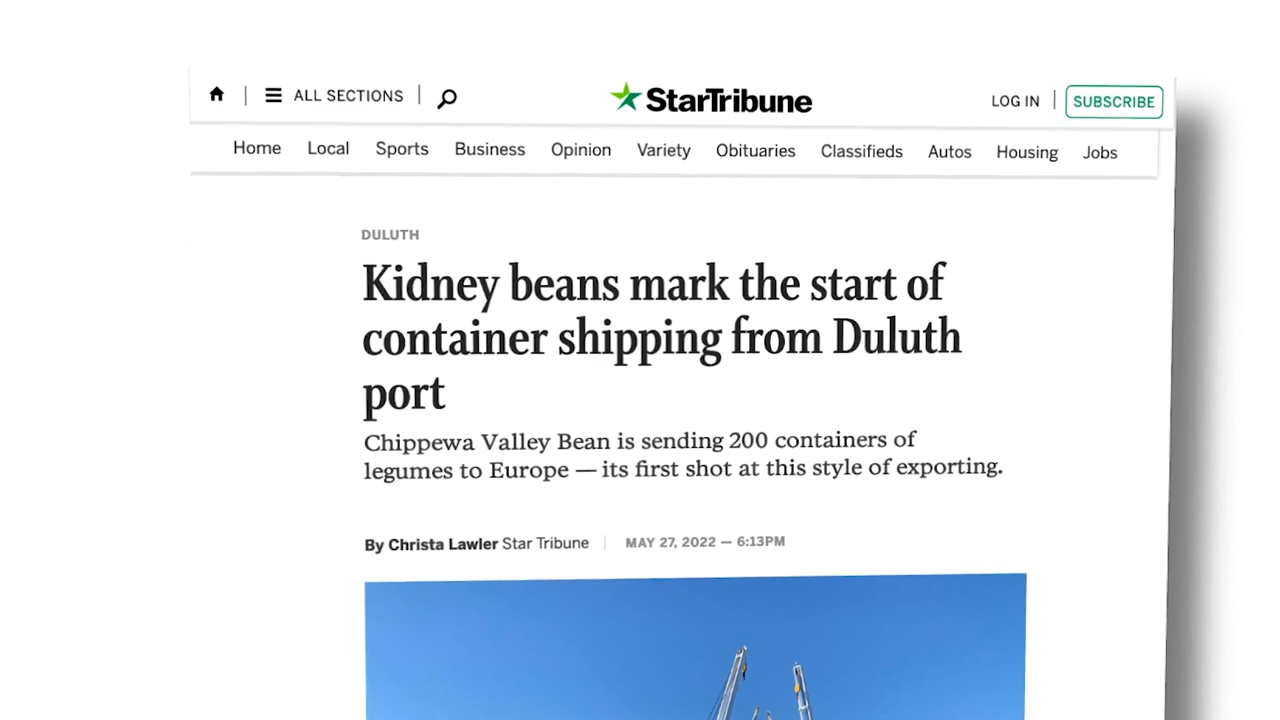 ALL SECTIONS
StarTribune
LOG IN
SUBSCRIBE
Home Local Sports Business Opinion Variety Obituaries Classifieds Autos Housing Jobs
DULUTH
Kidney beans mark the start of
container shipping from Duluth
port
Chippewa Valley Bean is sending 200 containers of
legumes to Europe — its first shot at this style of exporting.
By Christa Lawler Star Tribune
MAY 27, 2022 — 6:13PM